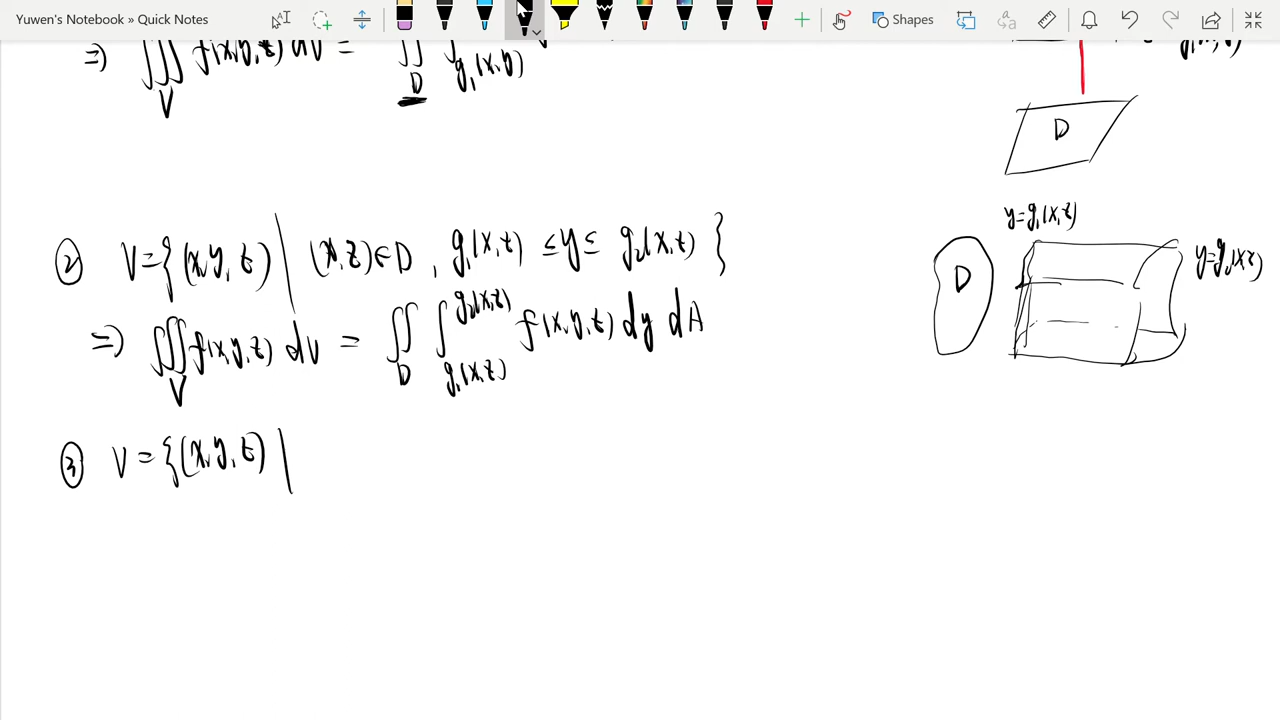 Yuwen's Notebook » Quick Notes
Shapes
⇒ ∭_V f(x,y,z) dV = ∬_D ∫_{g₁(x,y)}
D
② V={(x,y,z) | (x,z)∈D, g₁(x,z) ≤y≤ g₂(x,z)}
⇒ ∭_V f(x,y,z) dV = ∬_D ∫_{g₁(x,z)}^{g₂(x,z)} f(x,y,z) dy dA
y=g₁(x,z)
D
y=g₂(x,z)
③ V={(x,y,z) |